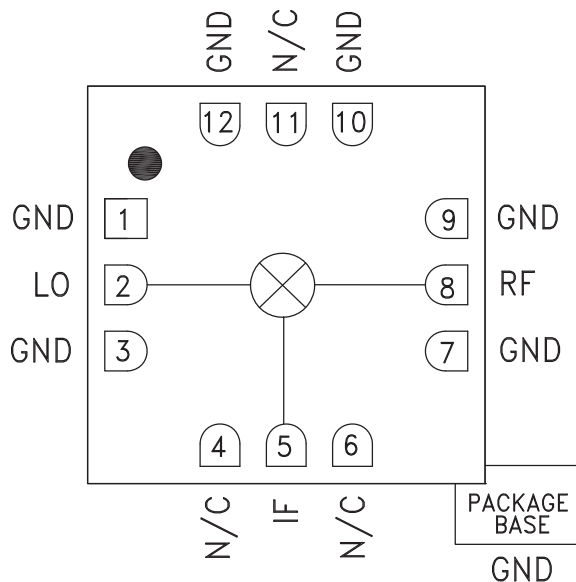 GND N/C GND
12 11 10
GND 1 9 GND
LO 2 8 RF
GND 3 7 GND
4 5 6
N/C IF N/C
PACKAGE
BASE
GND